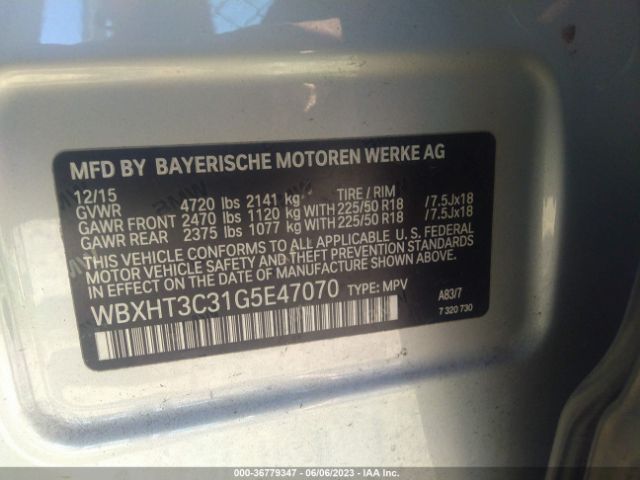 MFD BY BAYERISCHE MOTOREN WERKE AG
12/15 TIRE / RIM
GVWR 4720 lbs 2141 kg
GAWR FRONT 2470 lbs 1120 kg WITH 225/50 R18 /7.5Jx18
GAWR REAR 2375 lbs 1077 kg WITH 225/50 R18 /7.5Jx18
THIS VEHICLE CONFORMS TO ALL APPLICABLE U.S. FEDERAL
MOTOR VEHICLE SAFETY AND THEFT PREVENTION STANDARDS
IN EFFECT ON THE DATE OF MANUFACTURE SHOWN ABOVE.
WBXHT3C31G5E47070 TYPE: MPV A83/7
7 320 730
000-36779347 / 06/06/2023 - IAA Inc.